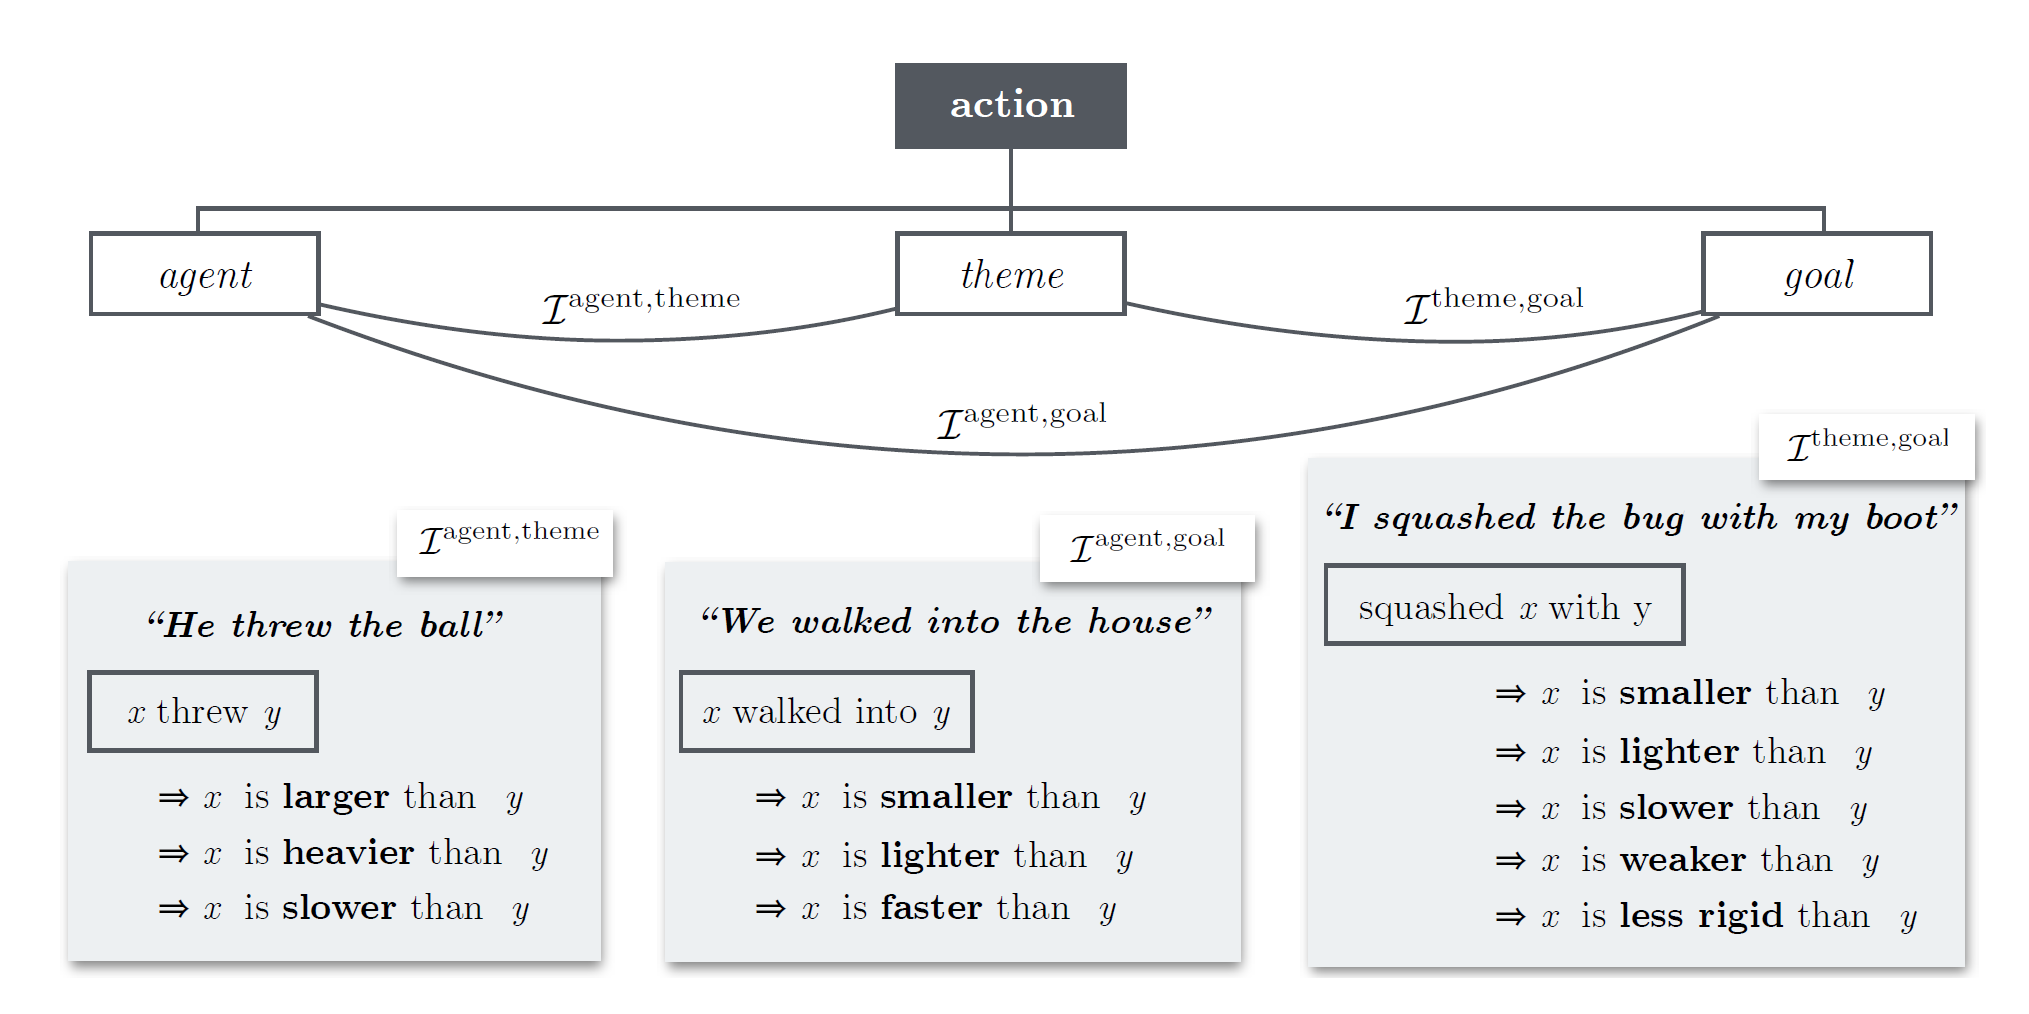 action
agent
theme
goal
ℐ^agent,theme
ℐ^theme,goal
ℐ^agent,goal
ℐ^agent,theme
“He threw the ball”
x threw y
⇒ x is larger than y
⇒ x is heavier than y
⇒ x is slower than y
ℐ^agent,goal
“We walked into the house”
x walked into y
⇒ x is smaller than y
⇒ x is lighter than y
⇒ x is faster than y
ℐ^theme,goal
“I squashed the bug with my boot”
squashed x with y
⇒ x is smaller than y
⇒ x is lighter than y
⇒ x is slower than y
⇒ x is weaker than y
⇒ x is less rigid than y